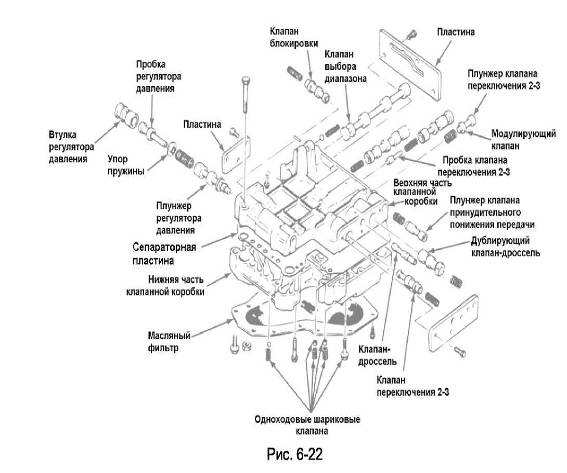 Клапан
блокировки
Клапан
выбора
диапазона
Пластина
Пробка
регулятора
давления
Плунжер клапана
переключения 2-3
Втулка
регулятора
давления
Упор
пружины
Пластина
Модулирующий
клапан
Пробка клапана
переключения 2-3
Верхняя часть
клапанной
коробки
Плунжер клапана
принудительного
понижения передачи
Плунжер
регулятора
давления
Дублирующий
клапан-дроссель
Сепараторная
пластина
Нижняя часть
клапанной коробки
Масляный
фильтр
Клапан-
дроссель
Клапан
переключения 2-3
Одноходовые шариковые
клапана
Рис. 6-22